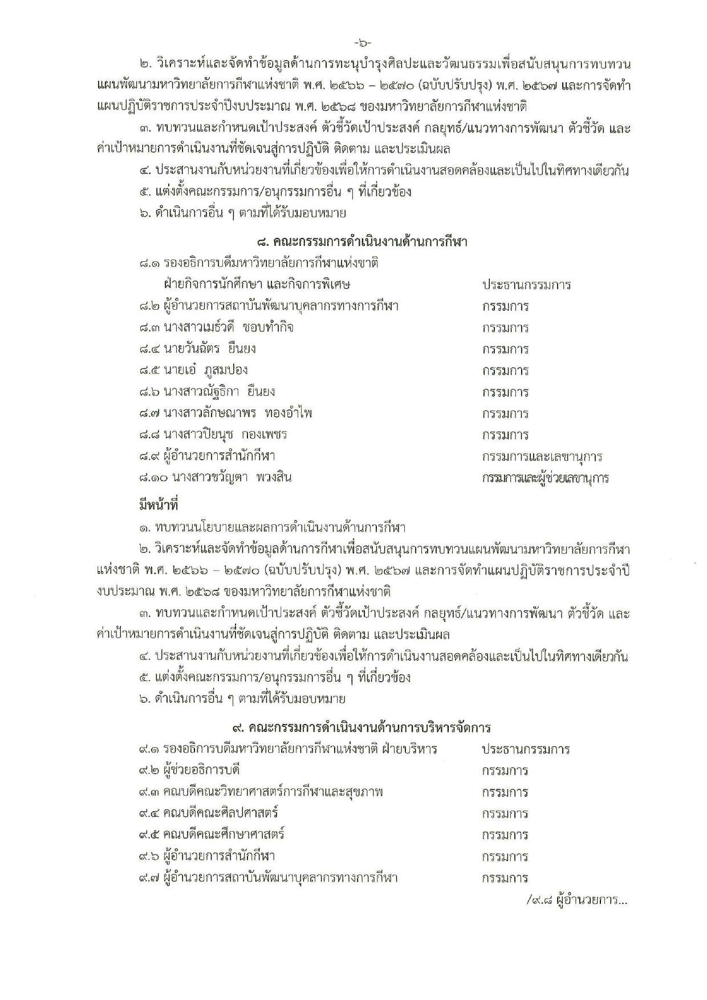 -๖-
๒. วิเคราะห์และจัดทำข้อมูลด้านการทะนุบำรุงศิลปะและวัฒนธรรมเพื่อสนับสนุนการทบทวน
แผนพัฒนามหาวิทยาลัยการกีฬาแห่งชาติ พ.ศ. ๒๕๖๖ – ๒๕๗๐ (ฉบับปรับปรุง) พ.ศ. ๒๕๖๗ และการจัดทำ
แผนปฏิบัติราชการประจำปีงบประมาณ พ.ศ. ๒๕๖๘ ของมหาวิทยาลัยการกีฬาแห่งชาติ
๓. ทบทวนและกำหนดเป้าประสงค์ ตัวชี้วัดเป้าประสงค์ กลยุทธ์/แนวทางการพัฒนา ตัวชี้วัด และ
ค่าเป้าหมายการดำเนินงานที่ชัดเจนสู่การปฏิบัติ ติดตาม และประเมินผล
๔. ประสานงานกับหน่วยงานที่เกี่ยวข้องเพื่อให้การดำเนินงานสอดคล้องและเป็นไปในทิศทางเดียวกัน
๕. แต่งตั้งคณะกรรมการ/อนุกรรมการอื่น ๆ ที่เกี่ยวข้อง
๖. ดำเนินการอื่น ๆ ตามที่ได้รับมอบหมาย
๘. คณะกรรมการดำเนินงานด้านการกีฬา
๘.๑ รองอธิการบดีมหาวิทยาลัยการกีฬาแห่งชาติ
ฝ่ายกิจการนักศึกษา และกิจการพิเศษ ประธานกรรมการ
๘.๒ ผู้อำนวยการสถาบันพัฒนาบุคลากรทางการกีฬา กรรมการ
๘.๓ นางสาวเมธ์วดี ชอบทำกิจ กรรมการ
๘.๔ นายวันฉัตร ยืนยง กรรมการ
๘.๕ นายเอ๋ ภูสมปอง กรรมการ
๘.๖ นางสาวณัฐธิกา ยืนยง กรรมการ
๘.๗ นางสาวลักษณาพร ทองอำไพ กรรมการ
๘.๘ นางสาวปิยนุช กองเพชร กรรมการ
๘.๙ ผู้อำนวยการสำนักกีฬา กรรมการและเลขานุการ
๘.๑๐ นางสาวขวัญตา พวงสิน กรรมการและผู้ช่วยเลขานุการ
มีหน้าที่
๑. ทบทวนนโยบายและผลการดำเนินงานด้านการกีฬา
๒. วิเคราะห์และจัดทำข้อมูลด้านการกีฬาเพื่อสนับสนุนการทบทวนแผนพัฒนามหาวิทยาลัยการกีฬา
แห่งชาติ พ.ศ. ๒๕๖๖ – ๒๕๗๐ (ฉบับปรับปรุง) พ.ศ. ๒๕๖๗ และการจัดทำแผนปฏิบัติราชการประจำปี
งบประมาณ พ.ศ. ๒๕๖๘ ของมหาวิทยาลัยการกีฬาแห่งชาติ
๓. ทบทวนและกำหนดเป้าประสงค์ ตัวชี้วัดเป้าประสงค์ กลยุทธ์/แนวทางการพัฒนา ตัวชี้วัด และ
ค่าเป้าหมายการดำเนินงานที่ชัดเจนสู่การปฏิบัติ ติดตาม และประเมินผล
๔. ประสานงานกับหน่วยงานที่เกี่ยวข้องเพื่อให้การดำเนินงานสอดคล้องและเป็นไปในทิศทางเดียวกัน
๕. แต่งตั้งคณะกรรมการ/อนุกรรมการอื่น ๆ ที่เกี่ยวข้อง
๖. ดำเนินการอื่น ๆ ตามที่ได้รับมอบหมาย
๙. คณะกรรมการดำเนินงานด้านการบริหารจัดการ
๙.๑ รองอธิการบดีมหาวิทยาลัยการกีฬาแห่งชาติ ฝ่ายบริหาร ประธานกรรมการ
๙.๒ ผู้ช่วยอธิการบดี กรรมการ
๙.๓ คณบดีคณะวิทยาศาสตร์การกีฬาและสุขภาพ กรรมการ
๙.๔ คณบดีคณะศิลปศาสตร์ กรรมการ
๙.๕ คณบดีคณะศึกษาศาสตร์ กรรมการ
๙.๖ ผู้อำนวยการสำนักกีฬา กรรมการ
๙.๗ ผู้อำนวยการสถาบันพัฒนาบุคลากรทางการกีฬา กรรมการ
/๙.๘ ผู้อำนวยการ...